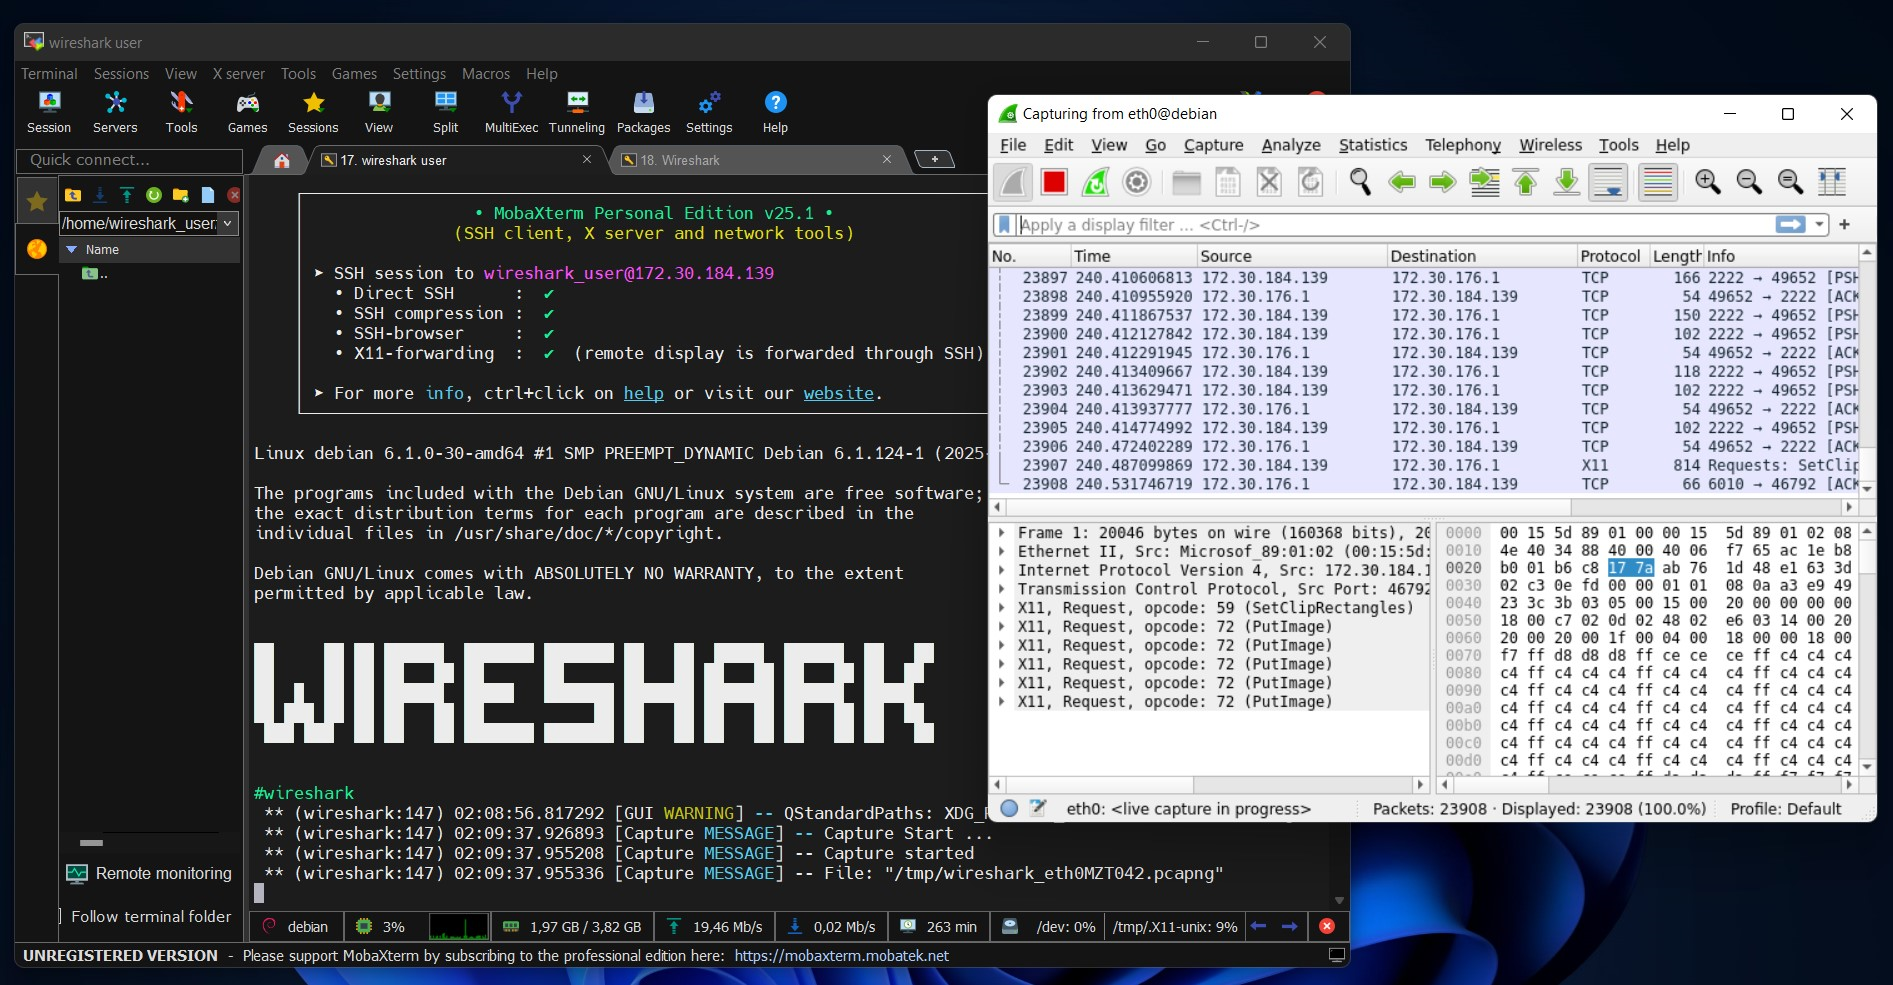 wireshark user
Terminal Sessions View X server Tools Games Settings Macros Help
Session Servers Tools Games Sessions View Split MultiExec Tunneling Packages Settings Help
Quick connect...
17. wireshark user
18. Wireshark
/home/wireshark_user
Name
..
• MobaXterm Personal Edition v25.1 •
(SSH client, X server and network tools)
➤ SSH session to wireshark_user@172.30.184.139
• Direct SSH : ✔
• SSH compression : ✔
• SSH-browser : ✔
• X11-forwarding : ✔ (remote display is forwarded through SSH)
➤ For more info, ctrl+click on help or visit our website.
Linux debian 6.1.0-30-amd64 #1 SMP PREEMPT_DYNAMIC Debian 6.1.124-1 (2025-
The programs included with the Debian GNU/Linux system are free software;
the exact distribution terms for each program are described in the
individual files in /usr/share/doc/*/copyright.
Debian GNU/Linux comes with ABSOLUTELY NO WARRANTY, to the extent
permitted by applicable law.
WIRESHARK
#wireshark
** (wireshark:147) 02:08:56.817292 [GUI WARNING] -- QStandardPaths: XDG_
** (wireshark:147) 02:09:37.926893 [Capture MESSAGE] -- Capture Start ...
** (wireshark:147) 02:09:37.955208 [Capture MESSAGE] -- Capture started
** (wireshark:147) 02:09:37.955336 [Capture MESSAGE] -- File: "/tmp/wireshark_eth0MZT042.pcapng"
Remote monitoring
Follow terminal folder
debian 3% 1,97 GB / 3,82 GB 19,46 Mb/s 0,02 Mb/s 263 min /dev: 0% /tmp/.X11-unix: 9%
UNREGISTERED VERSION - Please support MobaXterm by subscribing to the professional edition here: https://mobaxterm.mobatek.net
Capturing from eth0@debian
File Edit View Go Capture Analyze Statistics Telephony Wireless Tools Help
Apply a display filter ... <Ctrl-/>
No. Time Source Destination Protocol Length Info
23897 240.410606813 172.30.184.139 172.30.176.1 TCP 166 2222 → 49652 [PSH
23898 240.410955920 172.30.176.1 172.30.184.139 TCP 54 49652 → 2222 [ACK
23899 240.411867537 172.30.184.139 172.30.176.1 TCP 150 2222 → 49652 [PSH
23900 240.412127842 172.30.184.139 172.30.176.1 TCP 102 2222 → 49652 [PSH
23901 240.412291945 172.30.176.1 172.30.184.139 TCP 54 49652 → 2222 [ACK
23902 240.413409667 172.30.184.139 172.30.176.1 TCP 118 2222 → 49652 [PSH
23903 240.413629471 172.30.184.139 172.30.176.1 TCP 102 2222 → 49652 [PSH
23904 240.413937777 172.30.176.1 172.30.184.139 TCP 54 49652 → 2222 [ACK
23905 240.414774992 172.30.184.139 172.30.176.1 TCP 102 2222 → 49652 [PSH
23906 240.472402289 172.30.176.1 172.30.184.139 TCP 54 49652 → 2222 [ACK
23907 240.487099869 172.30.184.139 172.30.176.1 X11 814 Requests: SetClip
23908 240.531746719 172.30.176.1 172.30.184.139 TCP 66 6010 → 46792 [ACK
Frame 1: 20046 bytes on wire (160368 bits), 20
Ethernet II, Src: Microsof_89:01:02 (00:15:5d:
Internet Protocol Version 4, Src: 172.30.184.1
Transmission Control Protocol, Src Port: 46792
X11, Request, opcode: 59 (SetClipRectangles)
X11, Request, opcode: 72 (PutImage)
X11, Request, opcode: 72 (PutImage)
X11, Request, opcode: 72 (PutImage)
X11, Request, opcode: 72 (PutImage)
X11, Request, opcode: 72 (PutImage)
0000 00 15 5d 89 01 00 00 15 5d 89 01 02 08
0010 4e 40 34 88 40 00 40 06 f7 65 ac 1e b8
0020 b0 01 b6 c8 17 7a ab 76 1d 48 e1 63 3d
0030 02 c3 0e fd 00 00 01 01 08 0a a3 e9 49
0040 23 3c 3b 03 05 00 15 00 20 00 00 00 00
0050 18 00 c7 02 0d 02 48 02 e6 03 14 00 20
0060 20 00 20 00 1f 00 04 00 18 00 00 18 00
0070 f7 ff d8 d8 d8 ff ce ce ce ff c4 c4 c4
0080 c4 ff c4 c4 c4 ff c4 c4 c4 ff c4 c4 c4
0090 c4 ff c4 c4 c4 ff c4 c4 c4 ff c4 c4 c4
00a0 c4 ff c4 c4 c4 ff c4 c4 c4 ff c4 c4 c4
00b0 c4 ff c4 c4 c4 ff c4 c4 c4 ff c4 c4 c4
00c0 c4 ff c4 c4 c4 ff c4 c4 c4 ff c4 c4 c4
00d0 c4 ff c4 c4 c4 ff c4 c4 c4 ff c4 c4 c4
eth0: <live capture in progress>
Packets: 23908 · Displayed: 23908 (100.0%)
Profile: Default